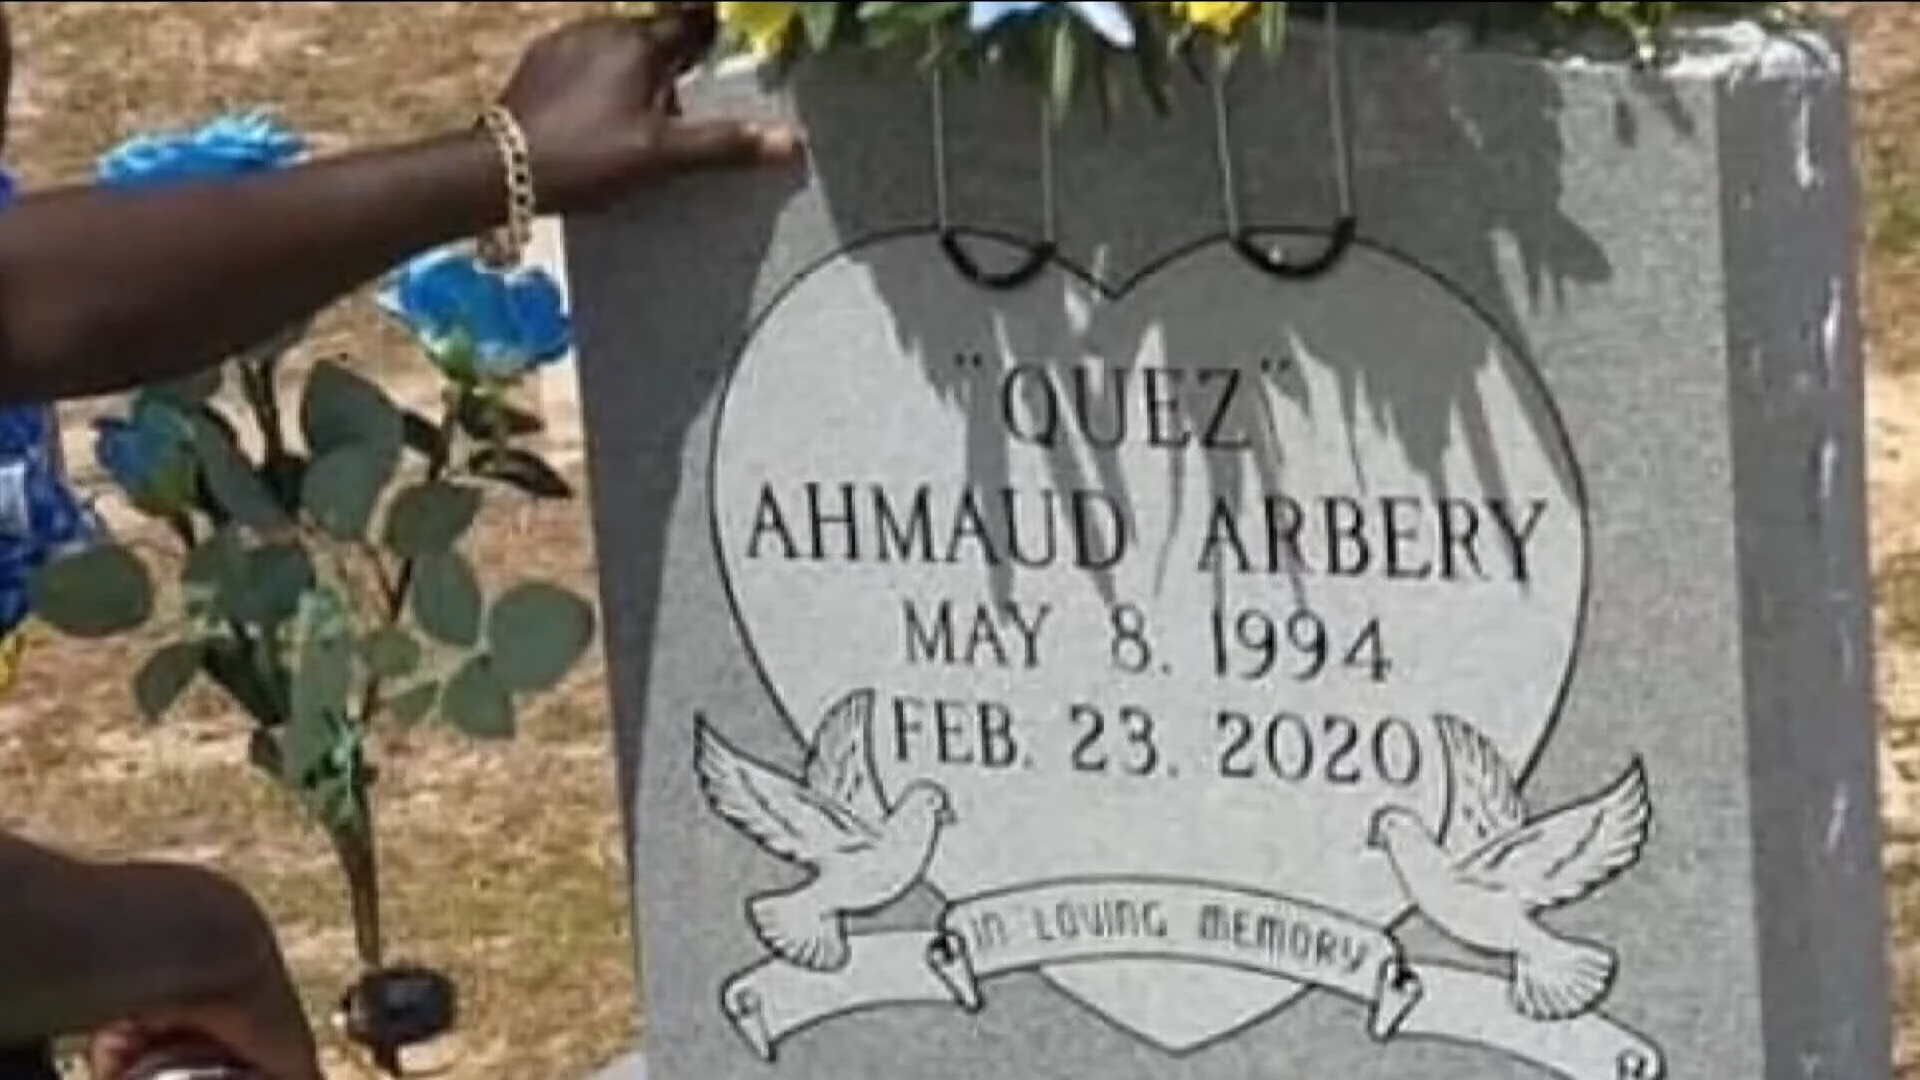 "QUEZ"
AHMAUD ARBERY
MAY 8. 1994
FEB. 23. 2020
IN LOVING MEMORY